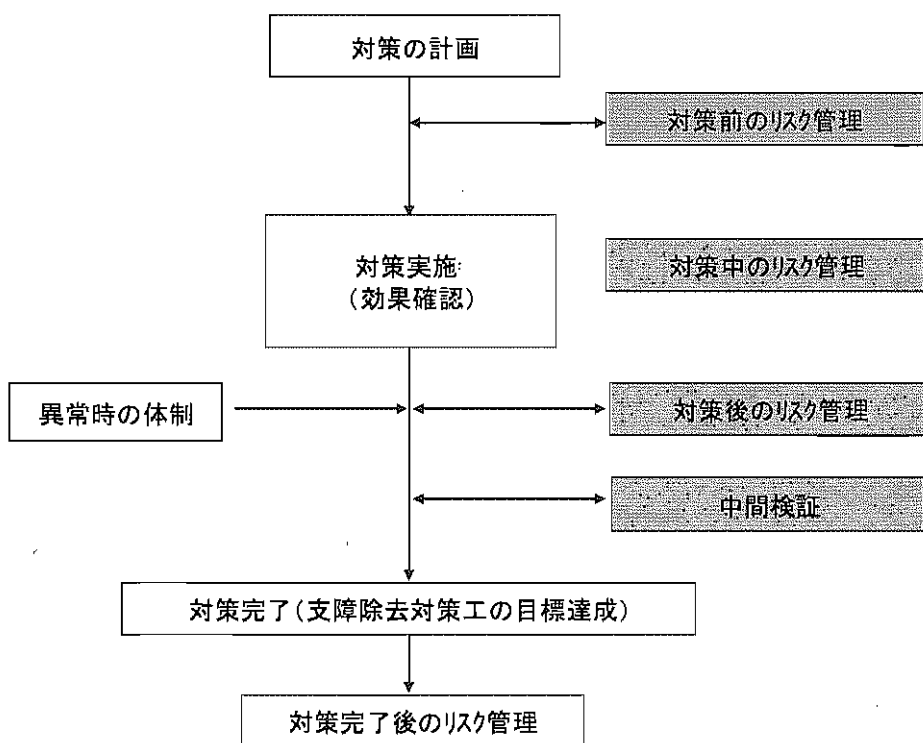 対策の計画
対策前のリスク管理
対策実施
(効果確認)
対策中のリスク管理
異常時の体制
対策後のリスク管理
中間検証
対策完了(支障除去対策工の目標達成)
対策完了後のリスク管理